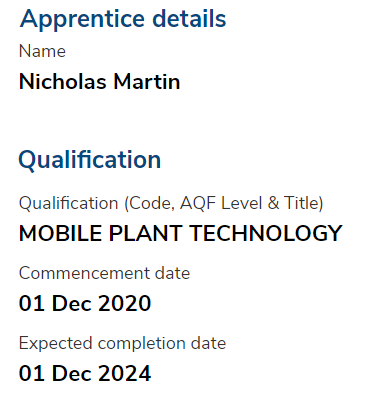 Apprentice details
Name
Nicholas Martin
Qualification
Qualification (Code, AQF Level & Title)
MOBILE PLANT TECHNOLOGY
Commencement date
01 Dec 2020
Expected completion date
01 Dec 2024